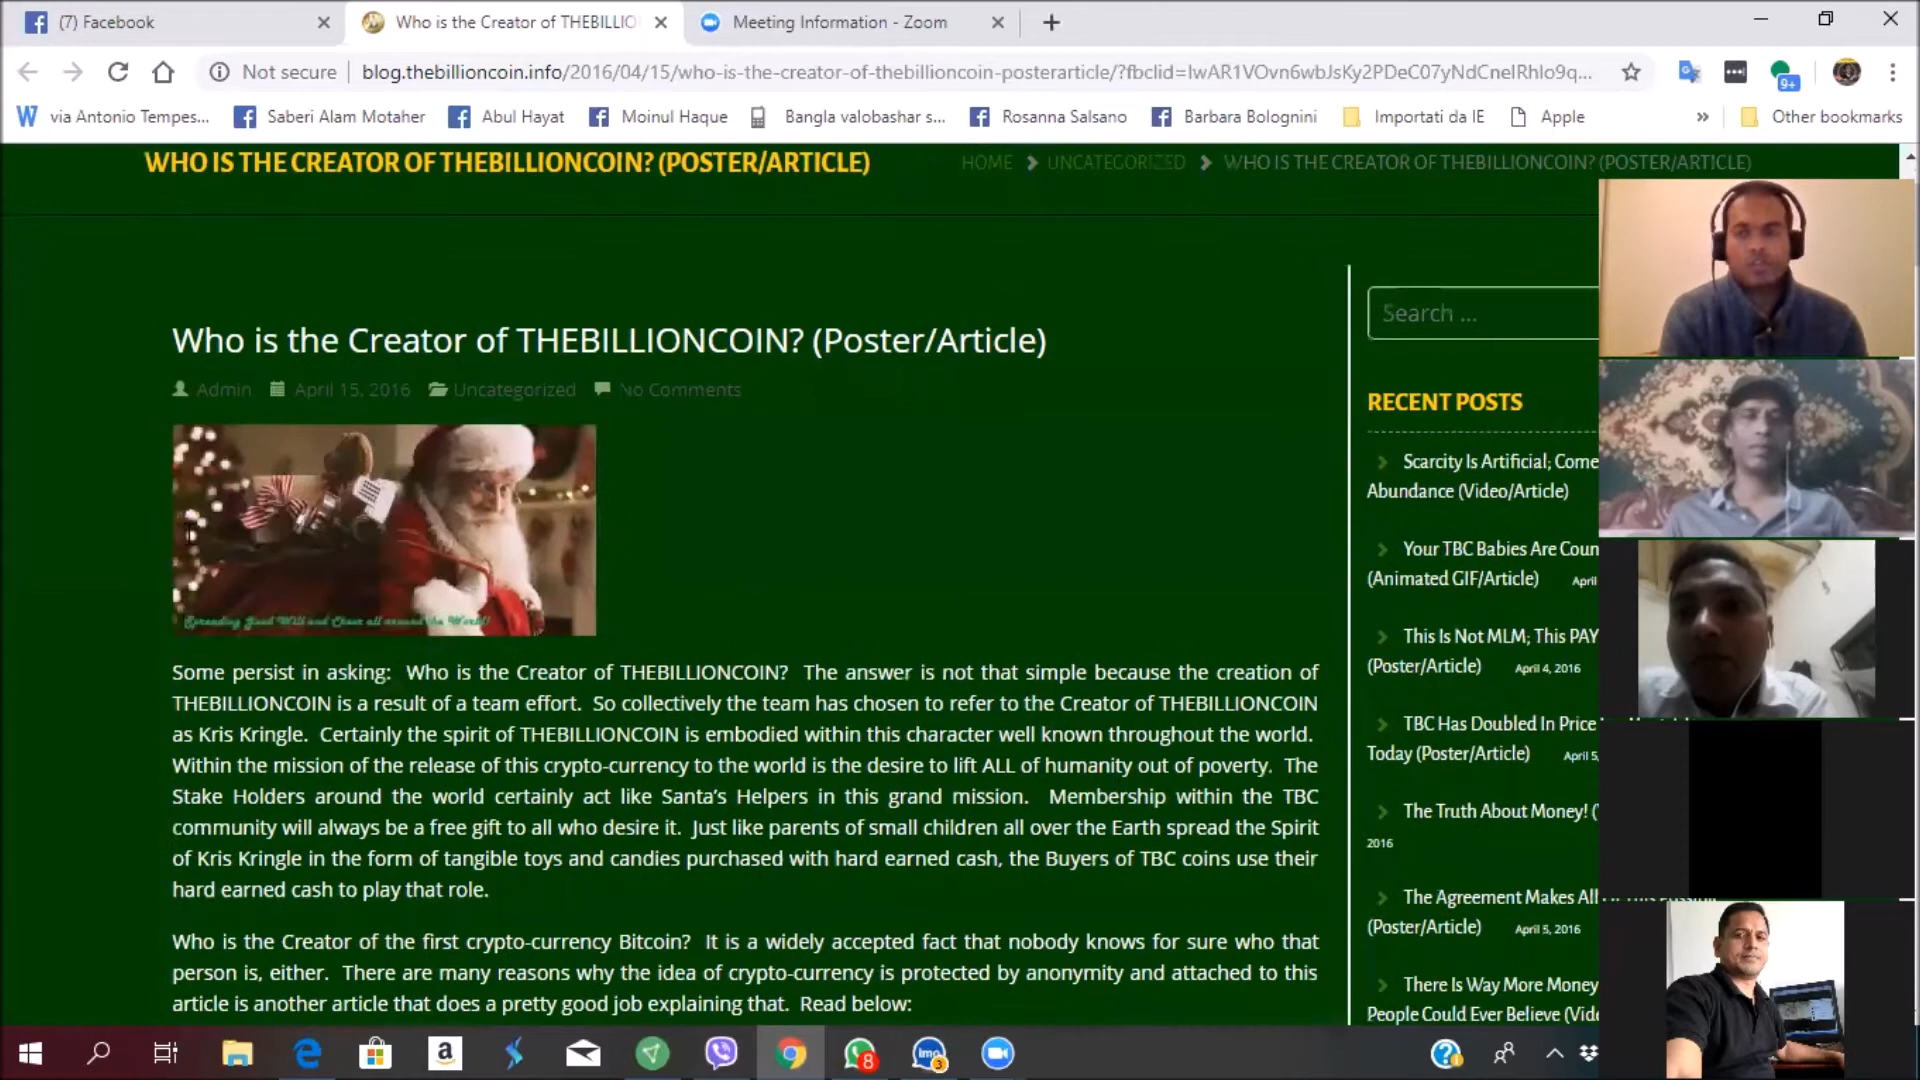 (7) Facebook
Who is the Creator of THEBILLIO
Meeting Information - Zoom
Not secure
blog.thebillioncoin.info/2016/04/15/who-is-the-creator-of-thebillioncoin-posterarticle/?fbclid=IwAR1VOvn6wbJsKy2PDeC07yNdCnelRhlo9q...
9+
via Antonio Tempes...
Saberi Alam Motaher
Abul Hayat
Moinul Haque
Bangla valobashar s...
Rosanna Salsano
Barbara Bolognini
Importati da IE
Apple
»
Other bookmarks
WHO IS THE CREATOR OF THEBILLIONCOIN? (POSTER/ARTICLE)
HOME > UNCATEGORIZED > WHO IS THE CREATOR OF THEBILLIONCOIN? (POSTER/ARTICLE)
Who is the Creator of THEBILLIONCOIN? (Poster/Article)
Admin April 15, 2016 Uncategorized No Comments
Spreading Good Will and Cheer all around the World!
Some persist in asking: Who is the Creator of THEBILLIONCOIN? The answer is not that simple because the creation of
THEBILLIONCOIN is a result of a team effort. So collectively the team has chosen to refer to the Creator of THEBILLIONCOIN
as Kris Kringle. Certainly the spirit of THEBILLIONCOIN is embodied within this character well known throughout the world.
Within the mission of the release of this crypto-currency to the world is the desire to lift ALL of humanity out of poverty. The
Stake Holders around the world certainly act like Santa's Helpers in this grand mission. Membership within the TBC
community will always be a free gift to all who desire it. Just like parents of small children all over the Earth spread the Spirit
of Kris Kringle in the form of tangible toys and candies purchased with hard earned cash, the Buyers of TBC coins use their
hard earned cash to play that role.
Who is the Creator of the first crypto-currency Bitcoin? It is a widely accepted fact that nobody knows for sure who that
person is, either. There are many reasons why the idea of crypto-currency is protected by anonymity and attached to this
article is another article that does a pretty good job explaining that. Read below:
Search ...
RECENT POSTS
Scarcity Is Artificial; Come
Abundance (Video/Article)
Your TBC Babies Are Coun
(Animated GIF/Article) April
This Is Not MLM; This PAY
(Poster/Article) April 4, 2016
TBC Has Doubled In Price
Today (Poster/Article) April 5,
The Truth About Money! (
2016
The Agreement Makes All
(Poster/Article) April 5, 2016
There Is Way More Money
People Could Ever Believe (Vide
8
imo
3